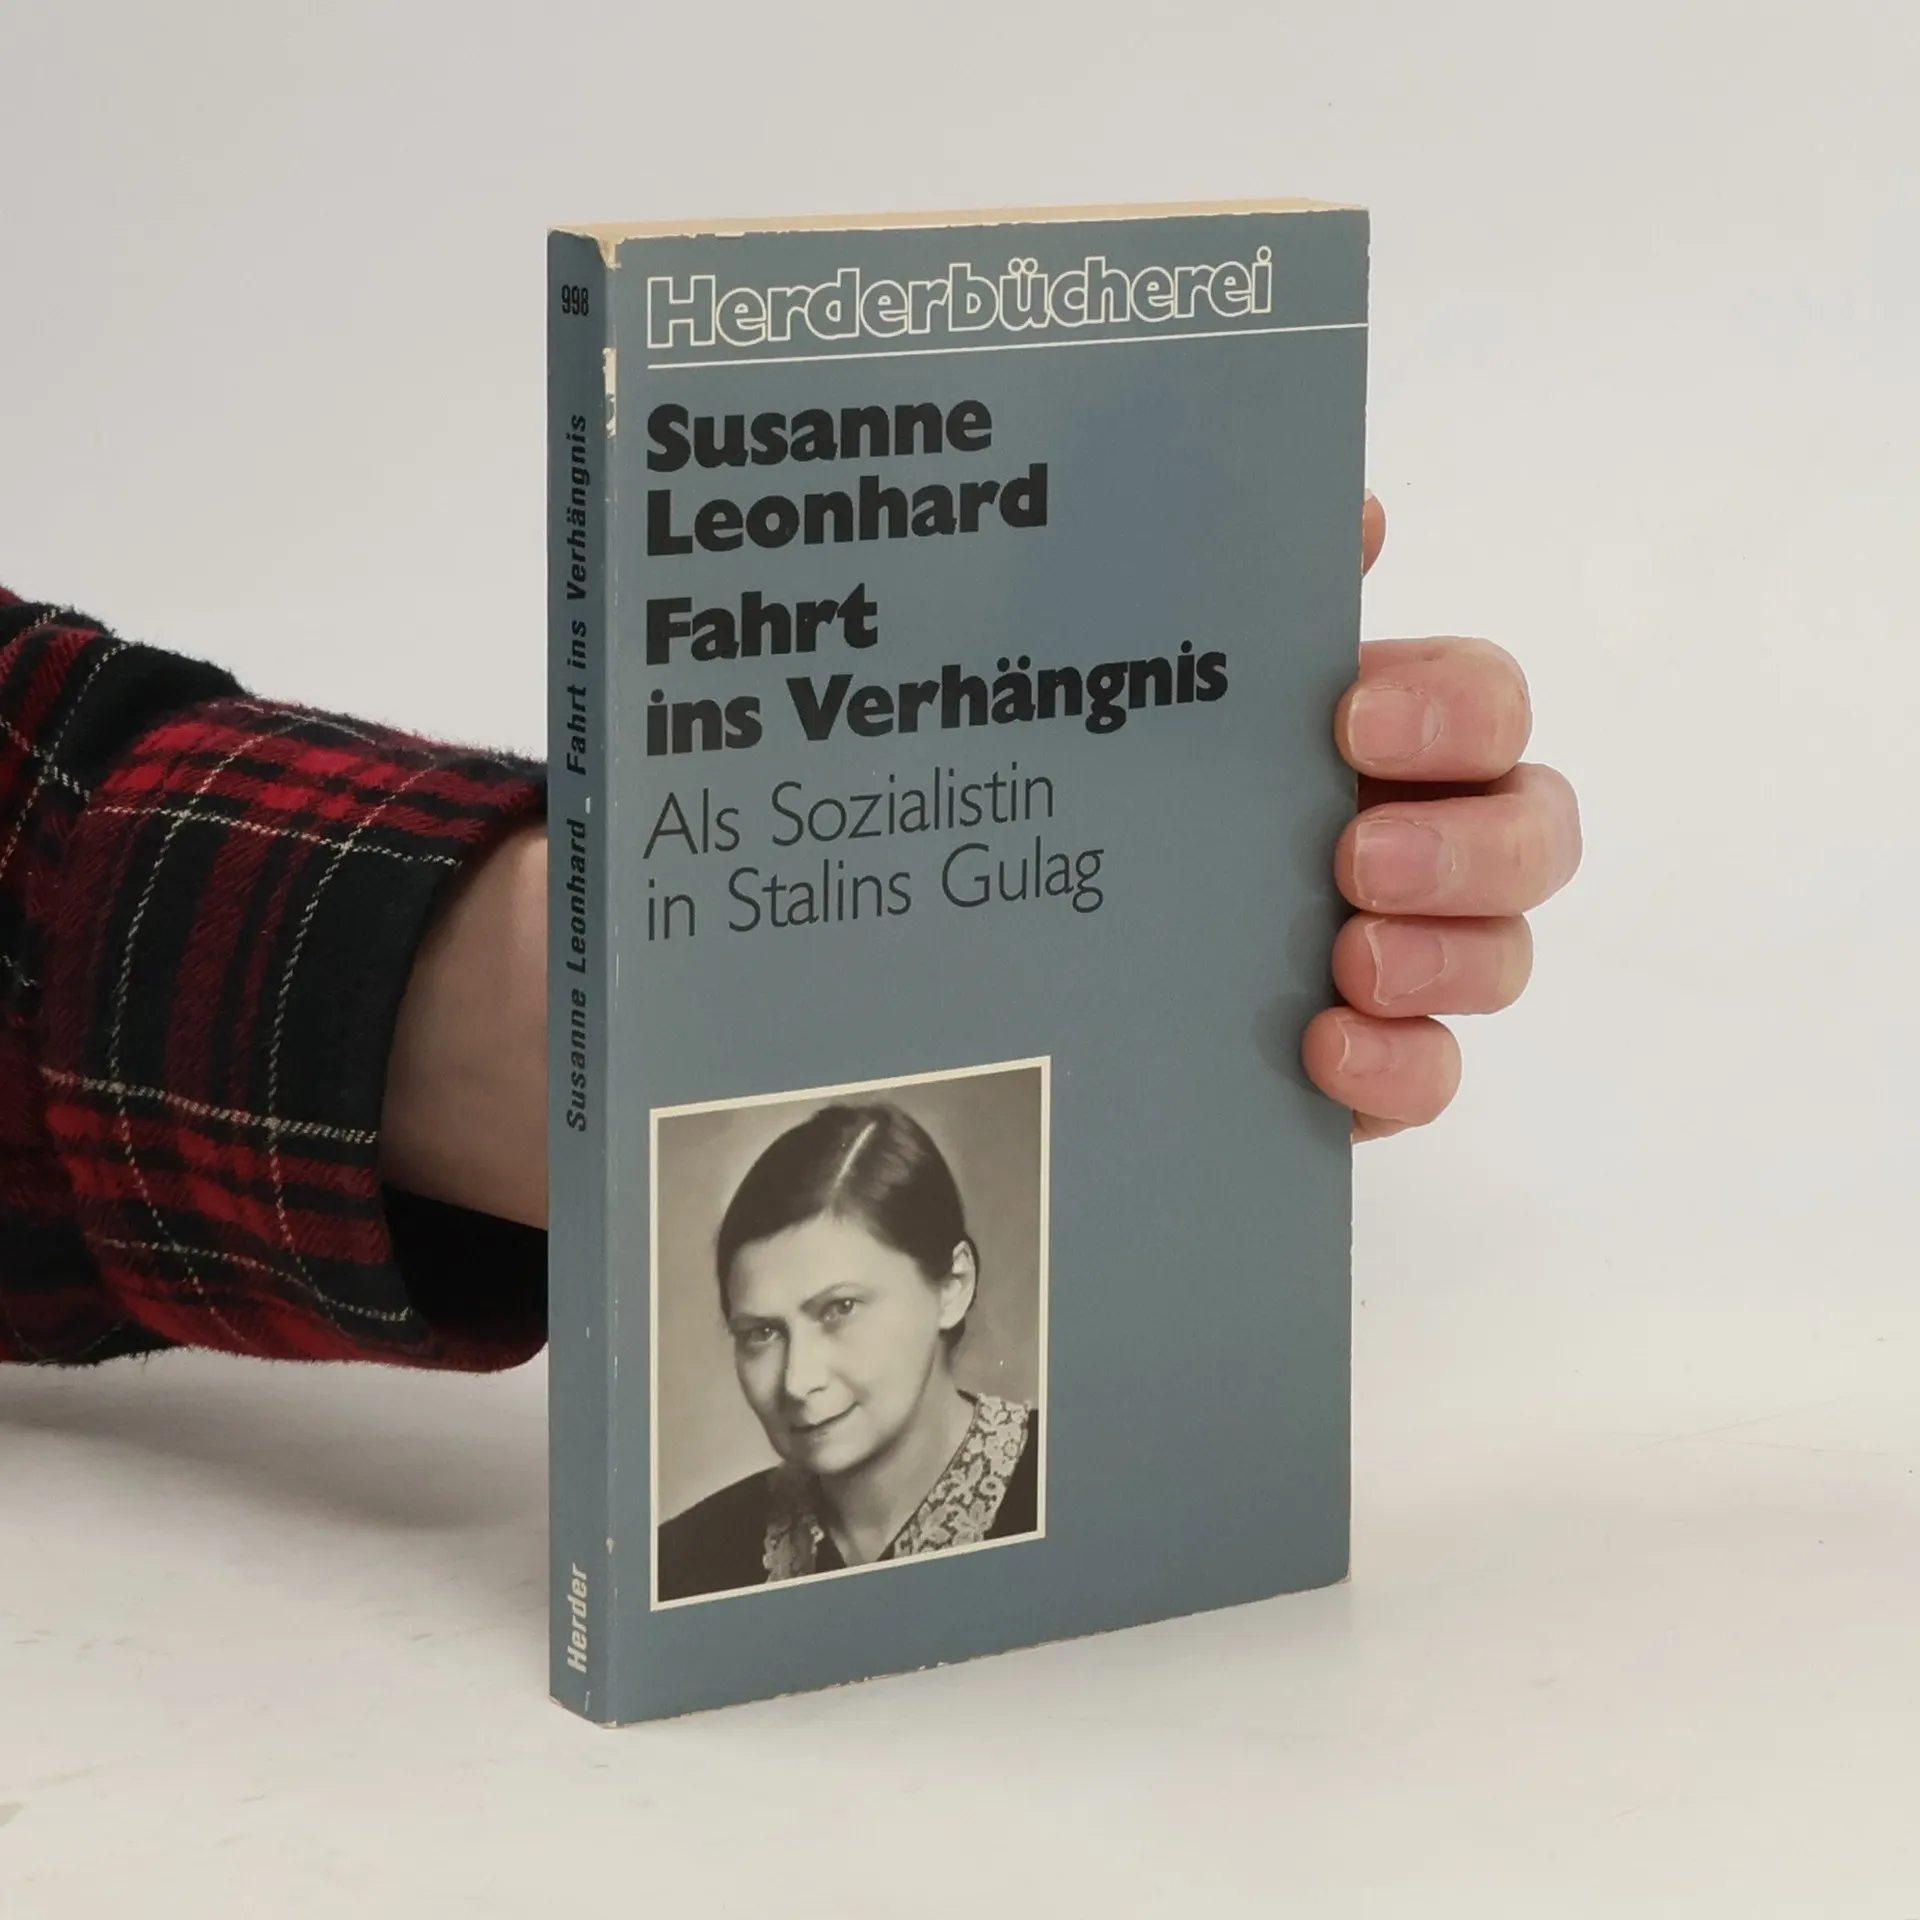 Herderbücherei
Susanne
Leonhard
Fahrt
ins Verhängnis
Als Sozialistin
in Stalins Gulag
998
Susanne Leonhard _ Fahrt ins Verhängnis
Herder